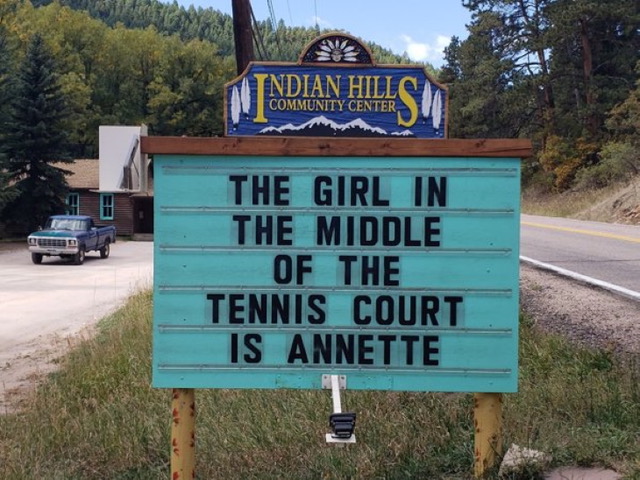 INDIAN HILLS
COMMUNITY CENTER
THE GIRL IN
THE MIDDLE
OF THE
TENNIS COURT
IS ANNETTE